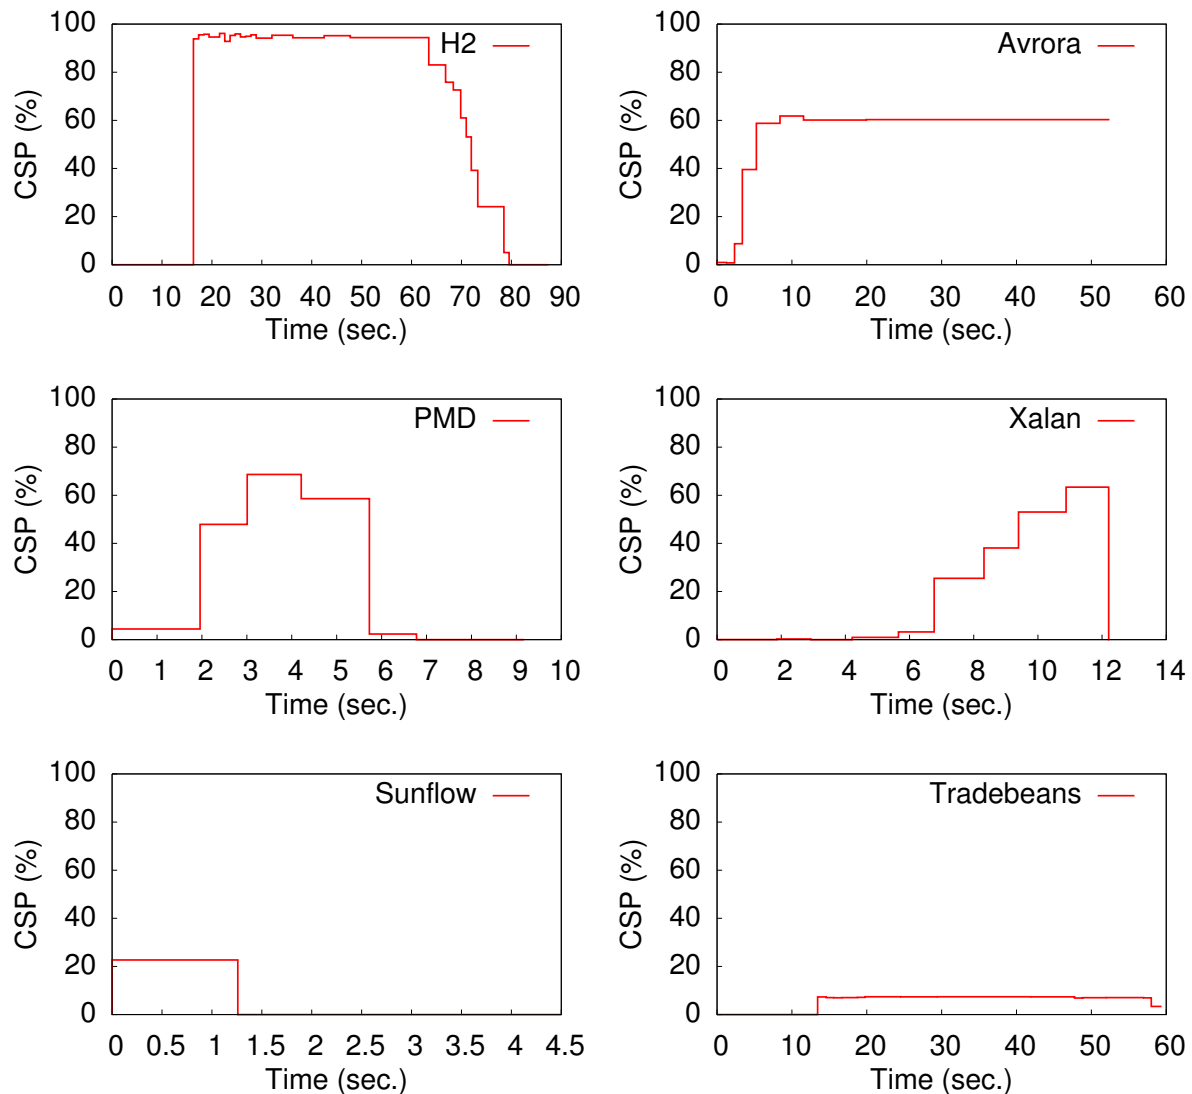 100
80
60
40
20
0
CSP (%)
H2
0 10 20 30 40 50 60 70 80 90
Time (sec.)
100
80
60
40
20
0
CSP (%)
Avrora
0 10 20 30 40 50 60
Time (sec.)
100
80
60
40
20
0
CSP (%)
PMD
0 1 2 3 4 5 6 7 8 9 10
Time (sec.)
100
80
60
40
20
0
CSP (%)
Xalan
0 2 4 6 8 10 12 14
Time (sec.)
100
80
60
40
20
0
CSP (%)
Sunflow
0 0.5 1 1.5 2 2.5 3 3.5 4 4.5
Time (sec.)
100
80
60
40
20
0
CSP (%)
Tradebeans
0 10 20 30 40 50 60
Time (sec.)